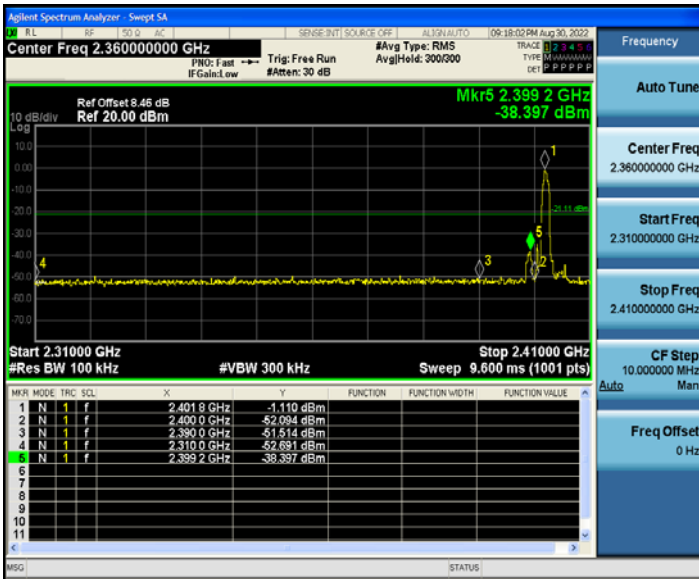 Agilent Spectrum Analyzer - Swept SA
RL RF 50 Ω AC SENSE:INT SOURCE OFF ALIGN AUTO 09:18:02 PM Aug 30, 2022
Center Freq 2.360000000 GHz
PNO: Fast
IFGain:Low
Trig: Free Run
#Atten: 30 dB
#Avg Type: RMS
Avg|Hold: 300/300
TRACE 1 2 3 4 5 6
TYPE M
DET P P P P P P
Frequency
Auto Tune
Center Freq
2.360000000 GHz
Start Freq
2.310000000 GHz
Stop Freq
2.410000000 GHz
CF Step
10.000000 MHz
Auto Man
Freq Offset
0 Hz
Mkr5 2.399 2 GHz
-38.397 dBm
Ref Offset 8.46 dB
10 dB/div Ref 20.00 dBm
Log
10.0
0.00
-10.0
-20.0
-30.0
-40.0
-50.0
-60.0
-70.0
1
-21.11 dBm
5
4
3
2
Start 2.31000 GHz Stop 2.41000 GHz
#Res BW 100 kHz #VBW 300 kHz Sweep 9.600 ms (1001 pts)
MKR MODE TRC SCL X Y FUNCTION FUNCTION WIDTH FUNCTION VALUE
1 N 1 f 2.401 8 GHz -1.110 dBm
2 N 1 f 2.400 0 GHz -52.094 dBm
3 N 1 f 2.390 0 GHz -51.514 dBm
4 N 1 f 2.310 0 GHz -52.691 dBm
5 N 1 f 2.399 2 GHz -38.397 dBm
6
7
8
9
10
11
MSG STATUS